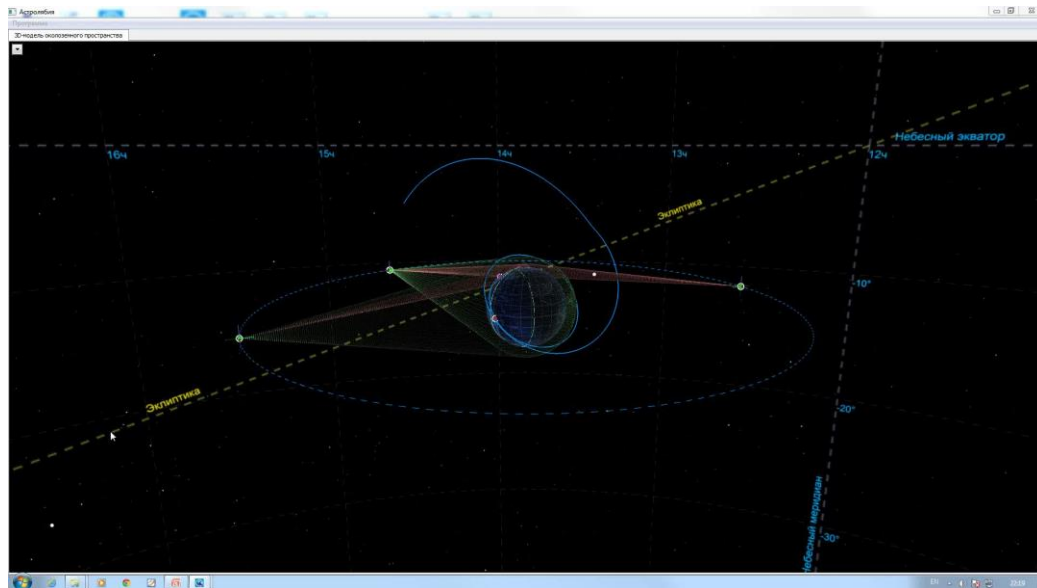 Астролябия
Программа
3D-модель околоземного пространства
Небесный экватор
16ч
15ч
14ч
13ч
12ч
Эклиптика
-10°
Эклиптика
-20°
Небесный меридиан
-30°
EN